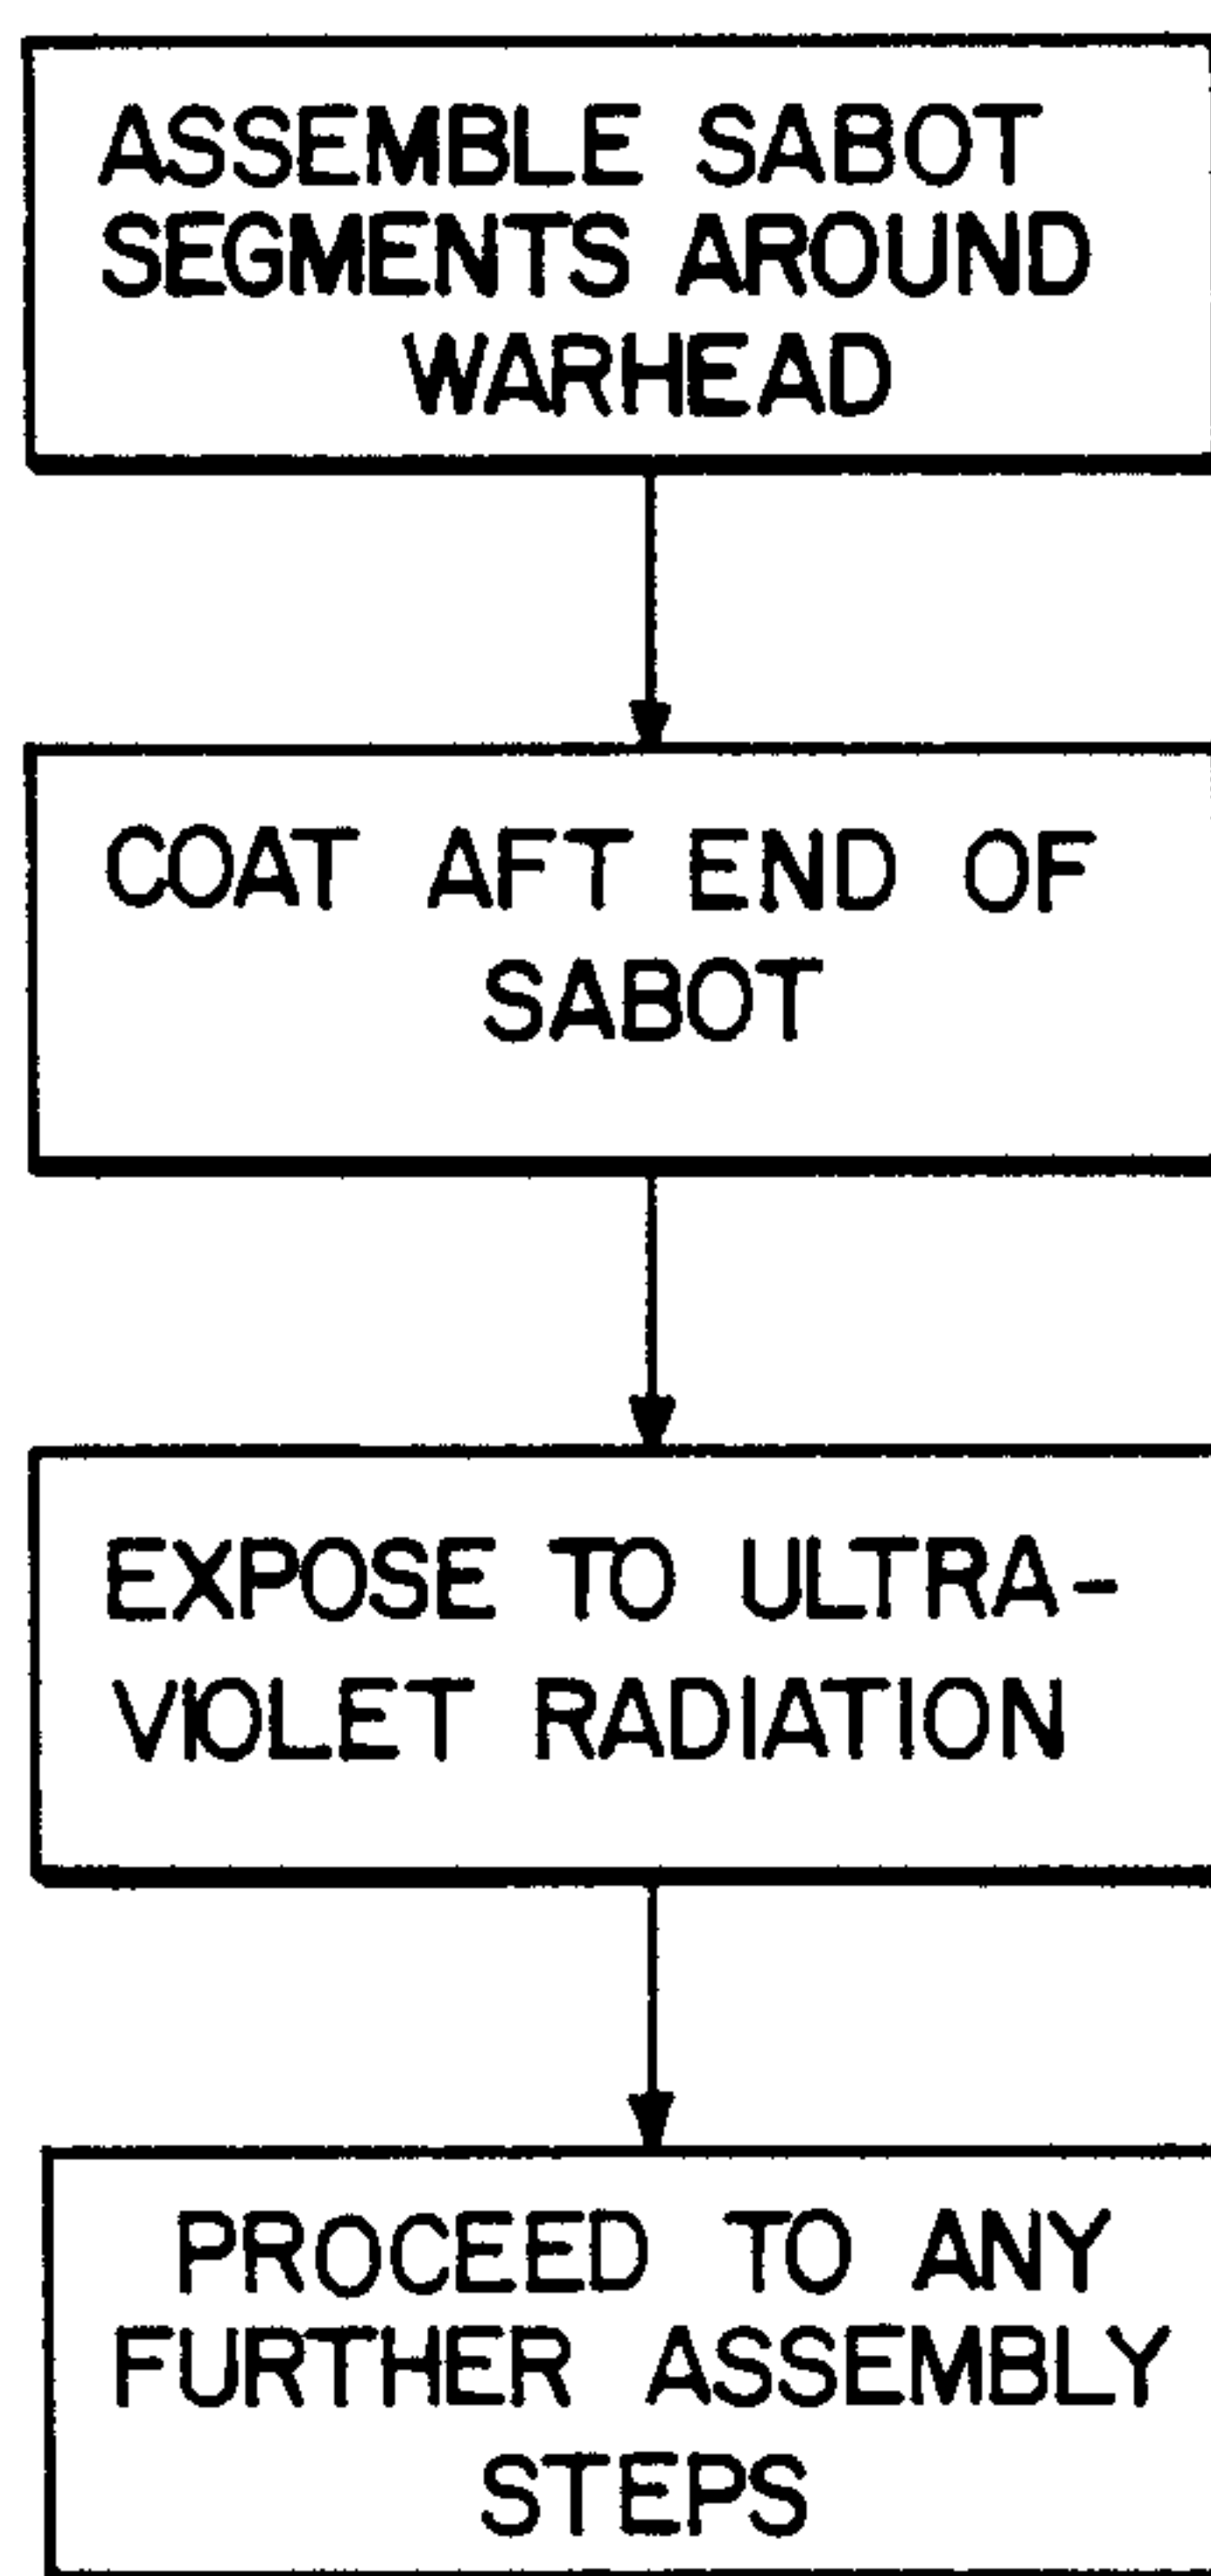 ASSEMBLE SABOT
SEGMENTS AROUND
WARHEAD
COAT AFT END OF
SABOT
EXPOSE TO ULTRA-
VIOLET RADIATION
PROCEED TO ANY
FURTHER ASSEMBLY
STEPS